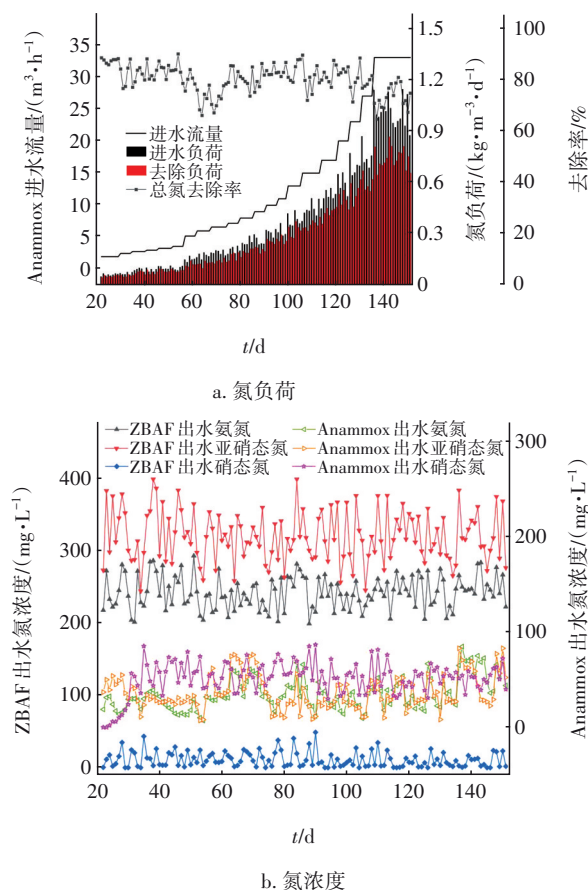 Anammox 进水流量/(m³·h⁻¹)
35
30
25
20
15
10
5
0
进水流量
进水负荷
去除负荷
总氮去除率
1.5
1.2
0.9
0.6
0.3
0
氮负荷/(kg·m⁻³·d⁻¹)
100
80
60
40
20
0
去除率/%
20 40 60 80 100 120 140
t/d
a. 氮负荷
ZBAF 出水氨氮 Anammox 出水氨氮
ZBAF 出水亚硝态氮 Anammox 出水亚硝态氮
ZBAF 出水硝态氮 Anammox 出水硝态氮
ZBAF 出水氮浓度/(mg·L⁻¹)
400
300
200
100
0
300
200
100
0
Anammox 出水氮浓度/(mg·L⁻¹)
20 40 60 80 100 120 140
t/d
b. 氮浓度